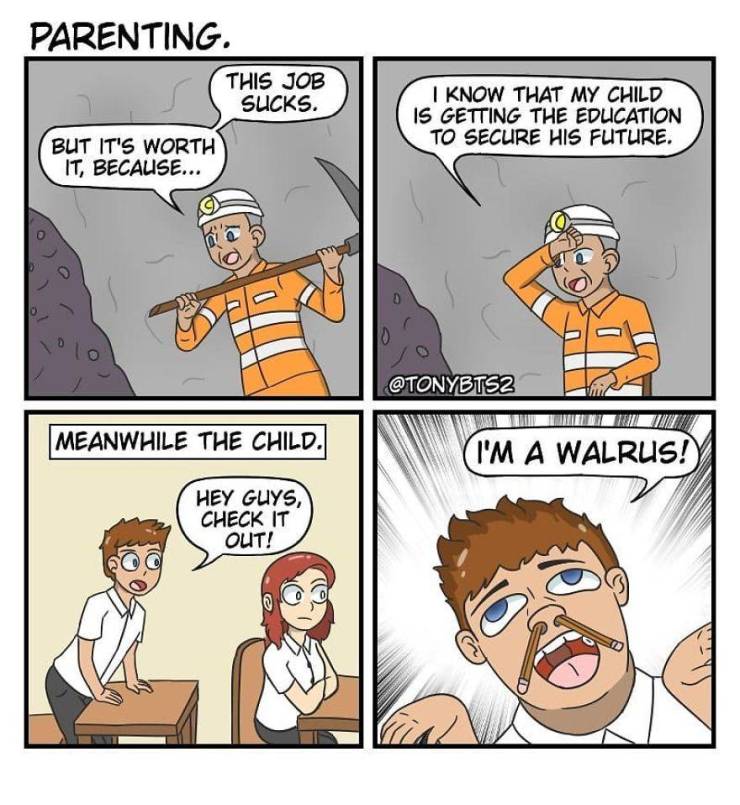 PARENTING.
THIS JOB
SUCKS.
BUT IT'S WORTH
IT, BECAUSE...
I KNOW THAT MY CHILD
IS GETTING THE EDUCATION
TO SECURE HIS FUTURE.
@TONYBTS2
MEANWHILE THE CHILD.
HEY GUYS,
CHECK IT
OUT!
I'M A WALRUS!